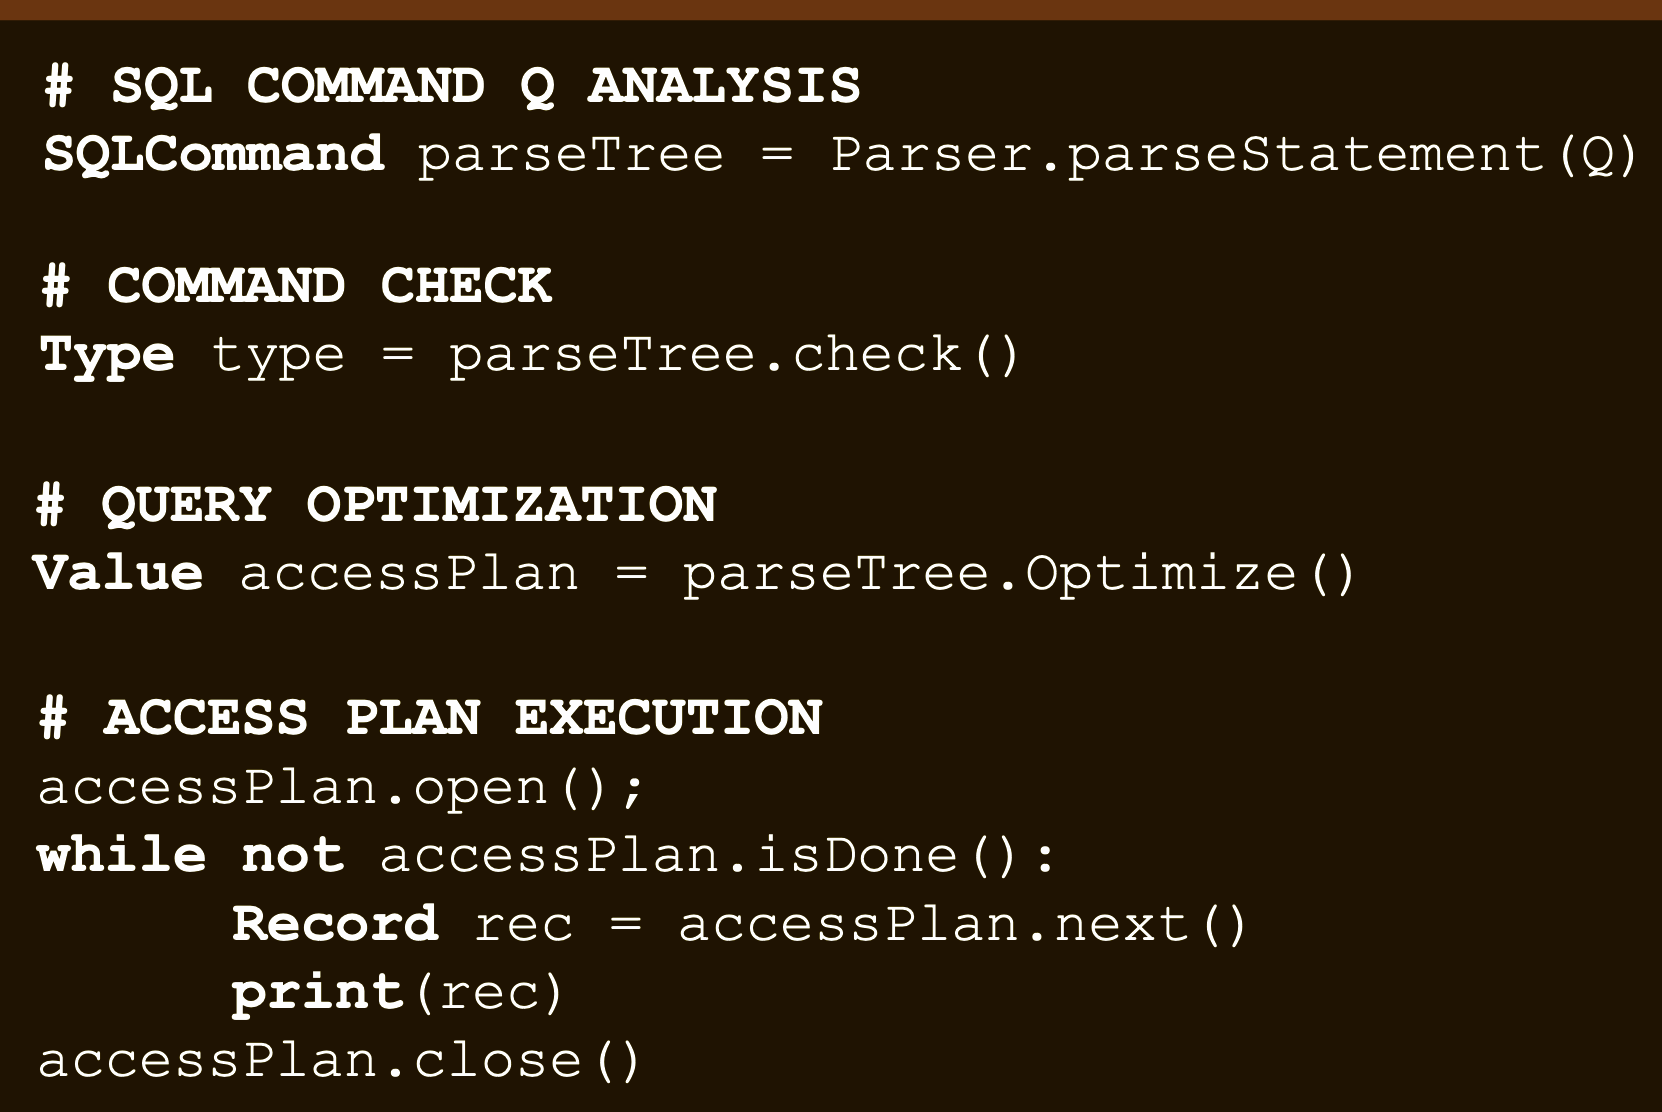 # SQL COMMAND Q ANALYSIS
SQLCommand parseTree = Parser.parseStatement(Q)
# COMMAND CHECK
Type type = parseTree.check()
# QUERY OPTIMIZATION
Value accessPlan = parseTree.Optimize()
# ACCESS PLAN EXECUTION
accessPlan.open();
while not accessPlan.isDone():
Record rec = accessPlan.next()
print(rec)
accessPlan.close()